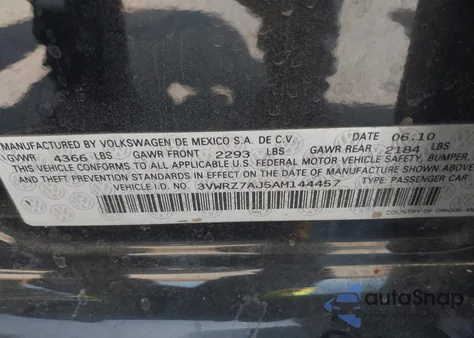 MANUFACTURED BY VOLKSWAGEN DE MEXICO S.A. DE C.V. DATE 06.10
GVWR 4366 LBS GAWR FRONT 2293 LBS GAWR REAR 2184 LBS
THIS VEHICLE CONFORMS TO ALL APPLICABLE FEDERAL MOTOR VEHICLE SAFETY, BUMPER,
AND THEFT PREVENTION STANDARDS IN EFFECT ON THE DATE OF MANUFACTURE SHOWN ABOVE
VEHICLE I.D.: 3VWRZ7AJ5AM144457 TYPE: PASSENGER CAR
COUNTRY OF ORIGIN:
autoSnap